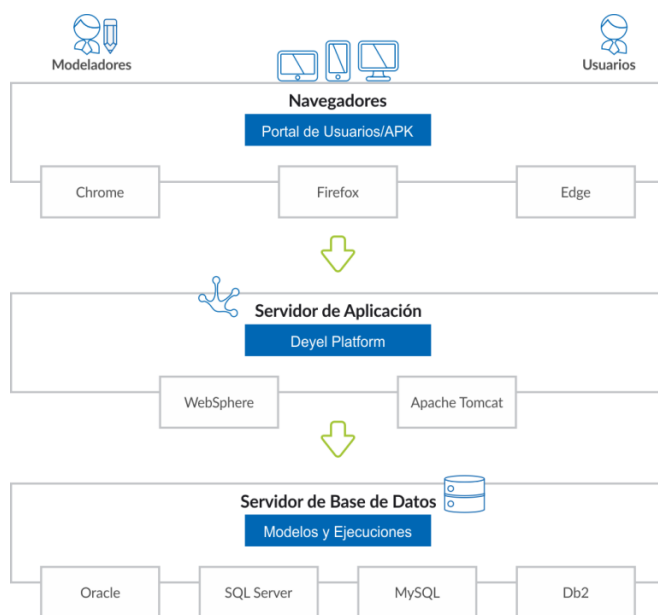 Modeladores
Usuarios
Navegadores
Portal de Usuarios/APK
Chrome
Firefox
Edge
Servidor de Aplicación
Deyel Platform
WebSphere
Apache Tomcat
Servidor de Base de Datos
Modelos y Ejecuciones
Oracle
SQL Server
MySQL
Db2